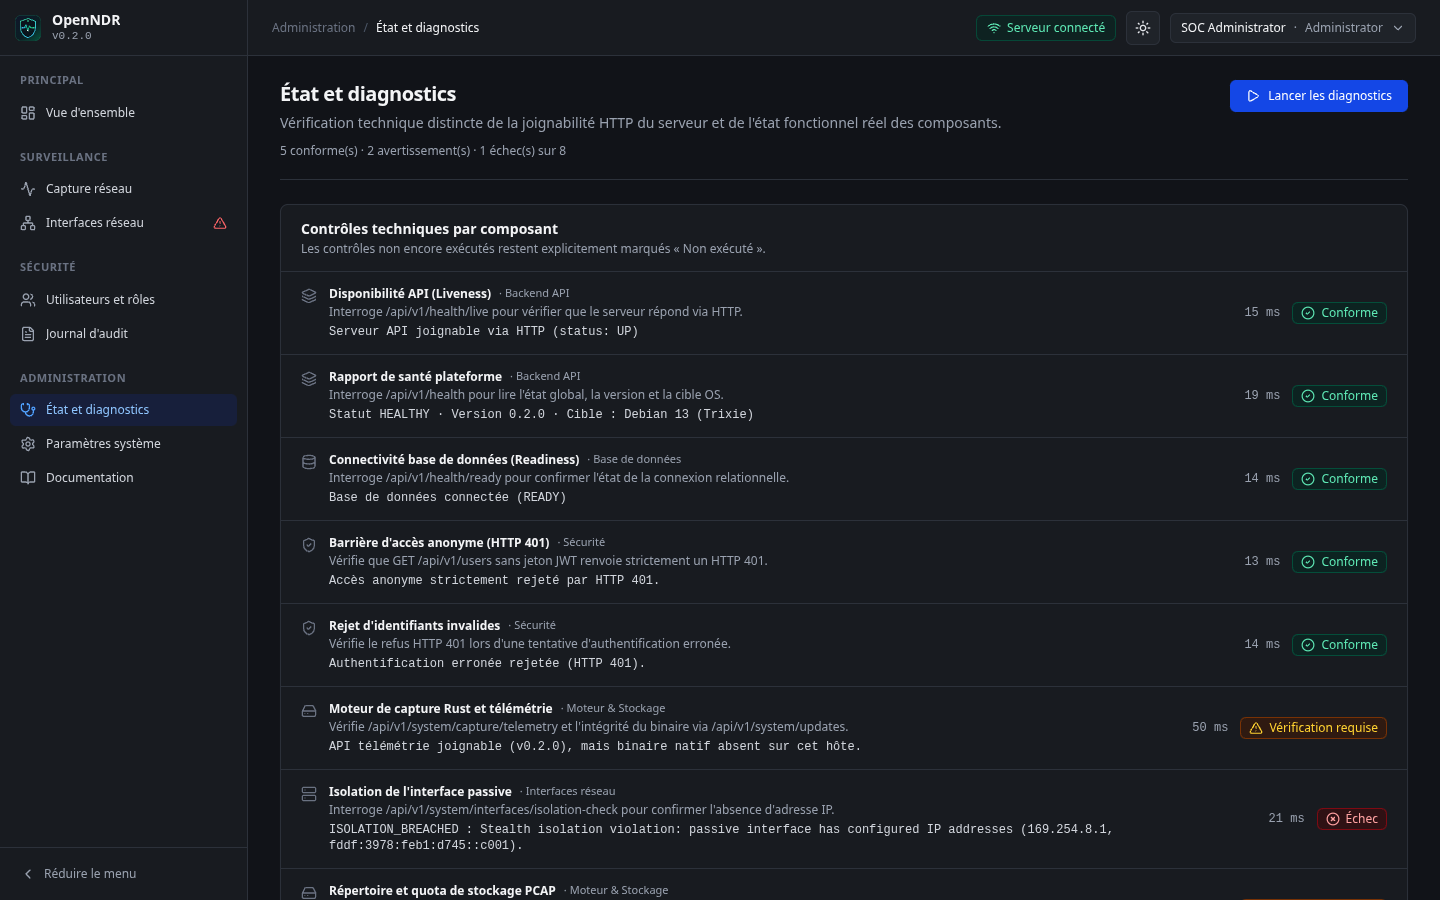 OpenNDR
v0.2.0
Administration / État et diagnostics
Serveur connecté
SOC Administrator · Administrator
PRINCIPAL
Vue d'ensemble
SURVEILLANCE
Capture réseau
Interfaces réseau
SÉCURITÉ
Utilisateurs et rôles
Journal d'audit
ADMINISTRATION
État et diagnostics
Paramètres système
Documentation
Réduire le menu
État et diagnostics
Lancer les diagnostics
Vérification technique distincte de la joignabilité HTTP du serveur et de l'état fonctionnel réel des composants.
5 conforme(s) · 2 avertissement(s) · 1 échec(s) sur 8
Contrôles techniques par composant
Les contrôles non encore exécutés restent explicitement marqués « Non exécuté ».
Disponibilité API (Liveness) · Backend API
Interroge /api/v1/health/live pour vérifier que le serveur répond via HTTP.
Serveur API joignable via HTTP (status: UP)
15 ms Conforme
Rapport de santé plateforme · Backend API
Interroge /api/v1/health pour lire l'état global, la version et la cible OS.
Statut HEALTHY · Version 0.2.0 · Cible : Debian 13 (Trixie)
19 ms Conforme
Connectivité base de données (Readiness) · Base de données
Interroge /api/v1/health/ready pour confirmer l'état de la connexion relationnelle.
Base de données connectée (READY)
14 ms Conforme
Barrière d'accès anonyme (HTTP 401) · Sécurité
Vérifie que GET /api/v1/users sans jeton JWT renvoie strictement un HTTP 401.
Accès anonyme strictement rejeté par HTTP 401.
13 ms Conforme
Rejet d'identifiants invalides · Sécurité
Vérifie le refus HTTP 401 lors d'une tentative d'authentification erronée.
Authentification erronée rejetée (HTTP 401).
14 ms Conforme
Moteur de capture Rust et télémétrie · Moteur & Stockage
Vérifie /api/v1/system/capture/telemetry et l'intégrité du binaire via /api/v1/system/updates.
API télémétrie joignable (v0.2.0), mais binaire natif absent sur cet hôte.
50 ms Vérification requise
Isolation de l'interface passive · Interfaces réseau
Interroge /api/v1/system/interfaces/isolation-check pour confirmer l'absence d'adresse IP.
ISOLATION_BREACHED : Stealth isolation violation: passive interface has configured IP addresses (169.254.8.1,
fddf:3978:feb1:d745::c001).
21 ms Échec
Répertoire et quota de stockage PCAP · Moteur & Stockage